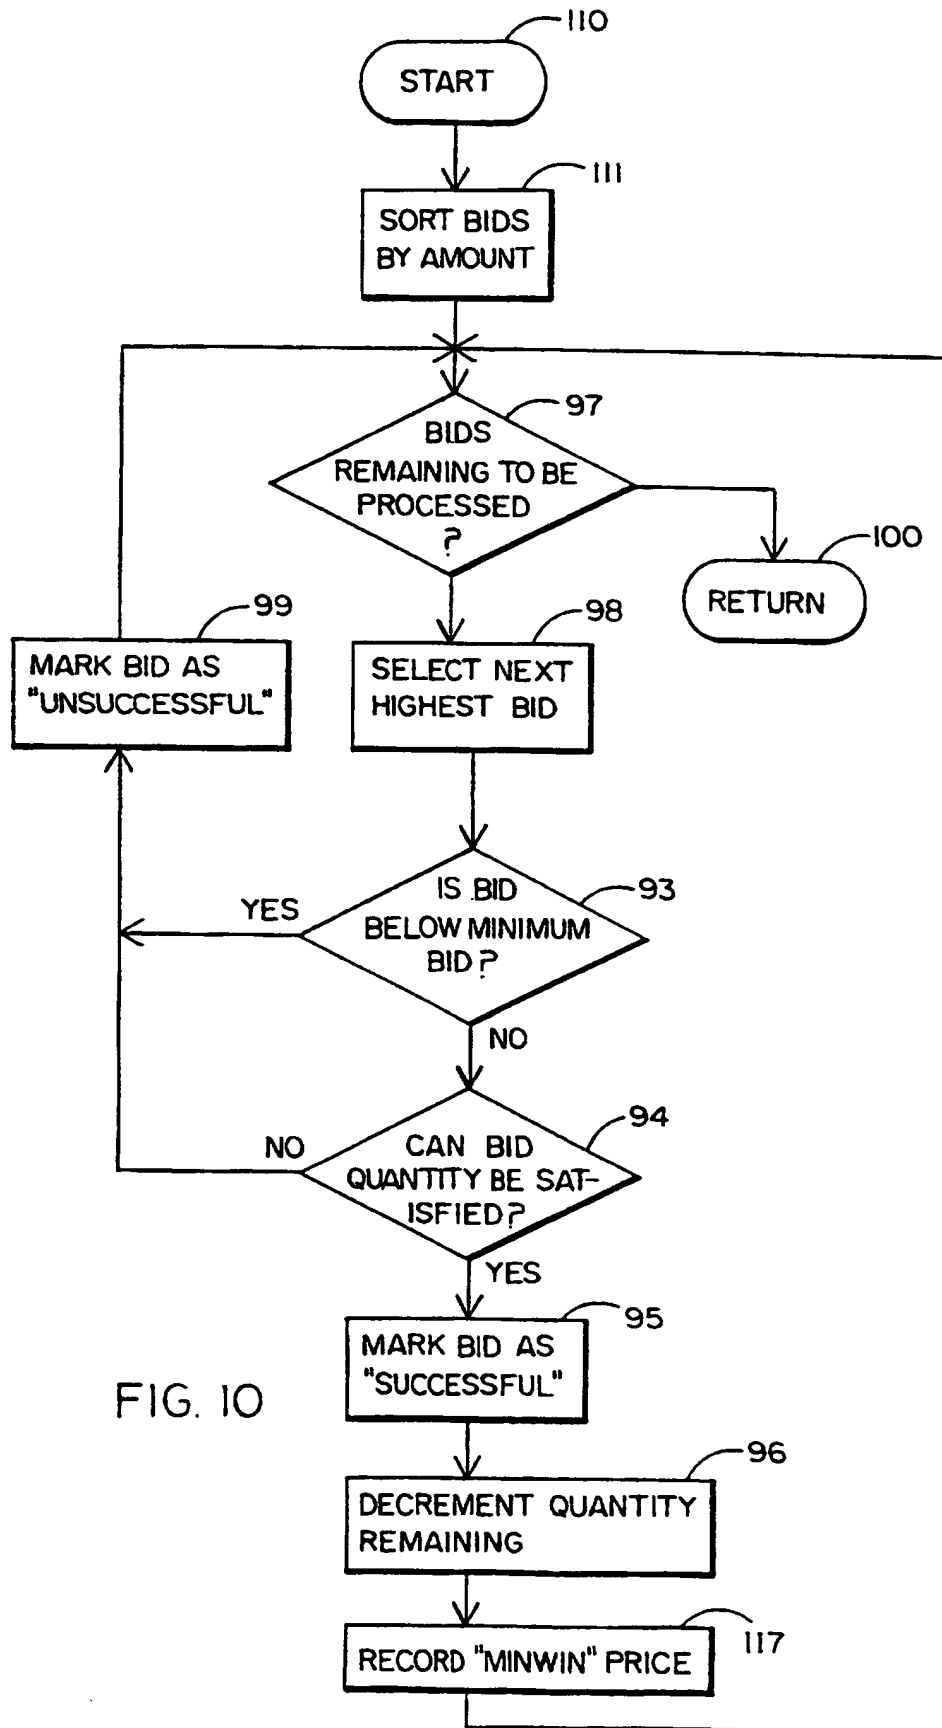 110
START
111
SORT BIDS
BY AMOUNT
97
BIDS
REMAINING TO BE
PROCESSED
?
100
RETURN
99
MARK BID AS
"UNSUCCESSFUL"
98
SELECT NEXT
HIGHEST BID
93
IS BID
BELOW MINIMUM
BID?
YES
NO
94
CAN BID
QUANTITY BE SAT-
ISFIED?
NO
YES
95
MARK BID AS
"SUCCESSFUL"
FIG. 10
96
DECREMENT QUANTITY
REMAINING
117
RECORD "MINWIN" PRICE